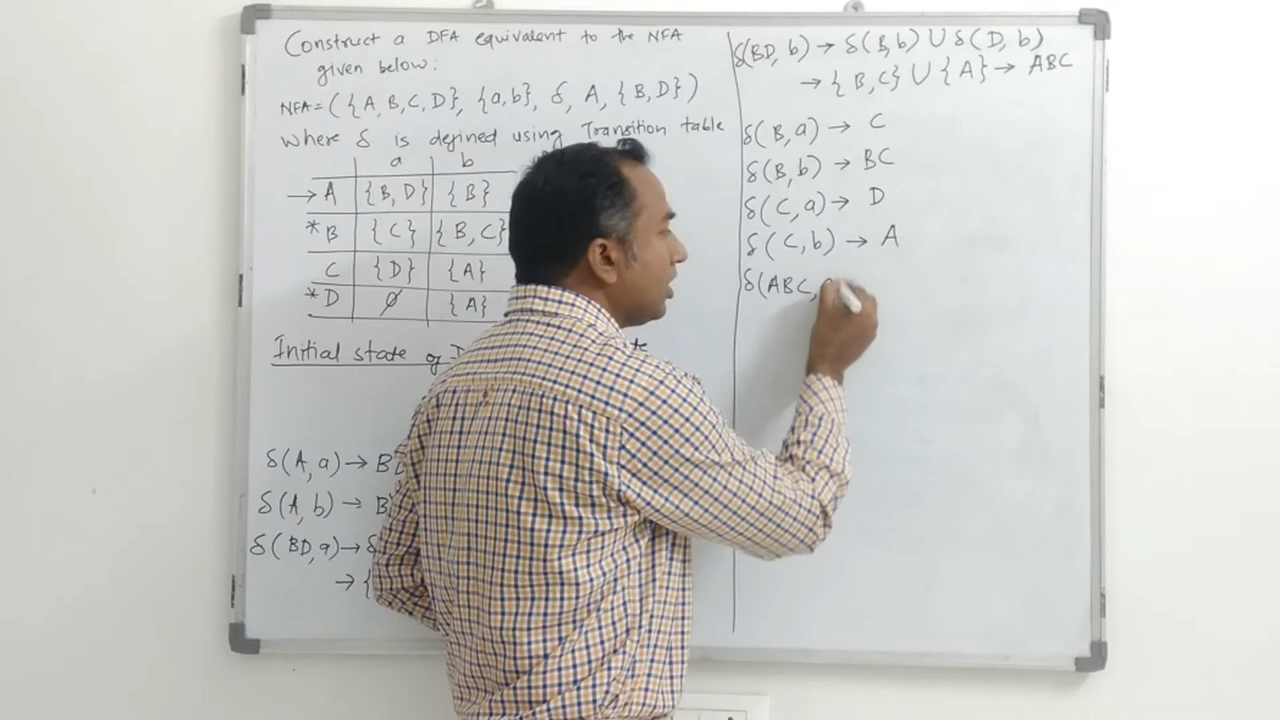 Construct a DFA equivalent to the NFA
given below:
NFA = ({A, B, C, D}, {a, b}, δ, A, {B, D})
where δ is defined using Transition table
a b
→ A {B, D} {B}
* B {C} {B, C}
C {D} {A}
* D ∅ {A}
Initial state of
δ(A, a) → BD
δ(A, b) → B
δ(BD, a) → δ
→ {
δ(BD, b) → δ(B, b) ∪ δ(D, b)
→ {B, C} ∪ {A} → ABC
δ(B, a) → C
δ(B, b) → BC
δ(C, a) → D
δ(C, b) → A
δ(ABC,